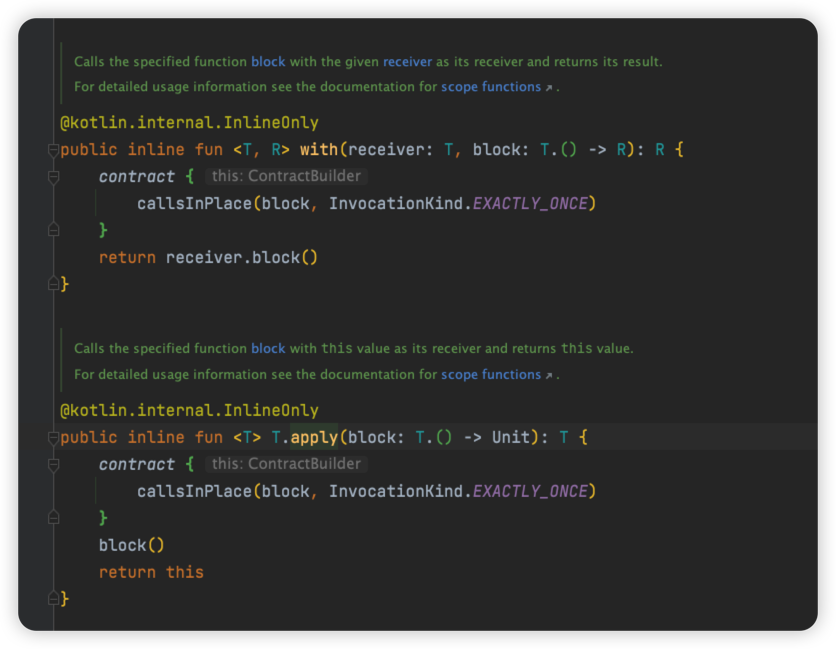 Calls the specified function block with the given receiver as its receiver and returns its result.
For detailed usage information see the documentation for scope functions ↗ .
@kotlin.internal.InlineOnly
public inline fun <T, R> with(receiver: T, block: T.() -> R): R {
contract { this: ContractBuilder
callsInPlace(block, InvocationKind.EXACTLY_ONCE)
}
return receiver.block()
}
Calls the specified function block with this value as its receiver and returns this value.
For detailed usage information see the documentation for scope functions ↗ .
@kotlin.internal.InlineOnly
public inline fun <T> T.apply(block: T.() -> Unit): T {
contract { this: ContractBuilder
callsInPlace(block, InvocationKind.EXACTLY_ONCE)
}
block()
return this
}